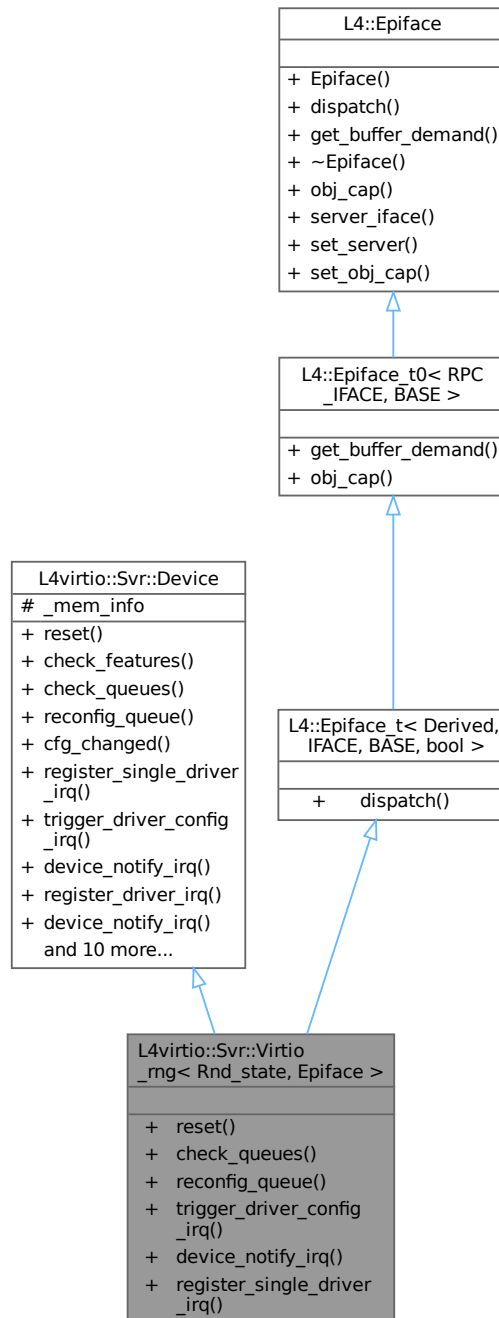 L4::Epiface
+ Epiface()
+ dispatch()
+ get_buffer_demand()
+ ~Epiface()
+ obj_cap()
+ server_iface()
+ set_server()
+ set_obj_cap()
L4::Epiface_t0< RPC
_IFACE, BASE >
+ get_buffer_demand()
+ obj_cap()
L4virtio::Svr::Device
# _mem_info
+ reset()
+ check_features()
+ check_queues()
+ reconfig_queue()
+ cfg_changed()
+ register_single_driver
_irq()
+ trigger_driver_config
_irq()
+ device_notify_irq()
+ register_driver_irq()
+ device_notify_irq()
and 10 more...
L4::Epiface_t< Derived,
IFACE, BASE, bool >
+ dispatch()
L4virtio::Svr::Virtio
_rng< Rnd_state, Epiface >
+ reset()
+ check_queues()
+ reconfig_queue()
+ trigger_driver_config
_irq()
+ device_notify_irq()
+ register_single_driver
_irq()